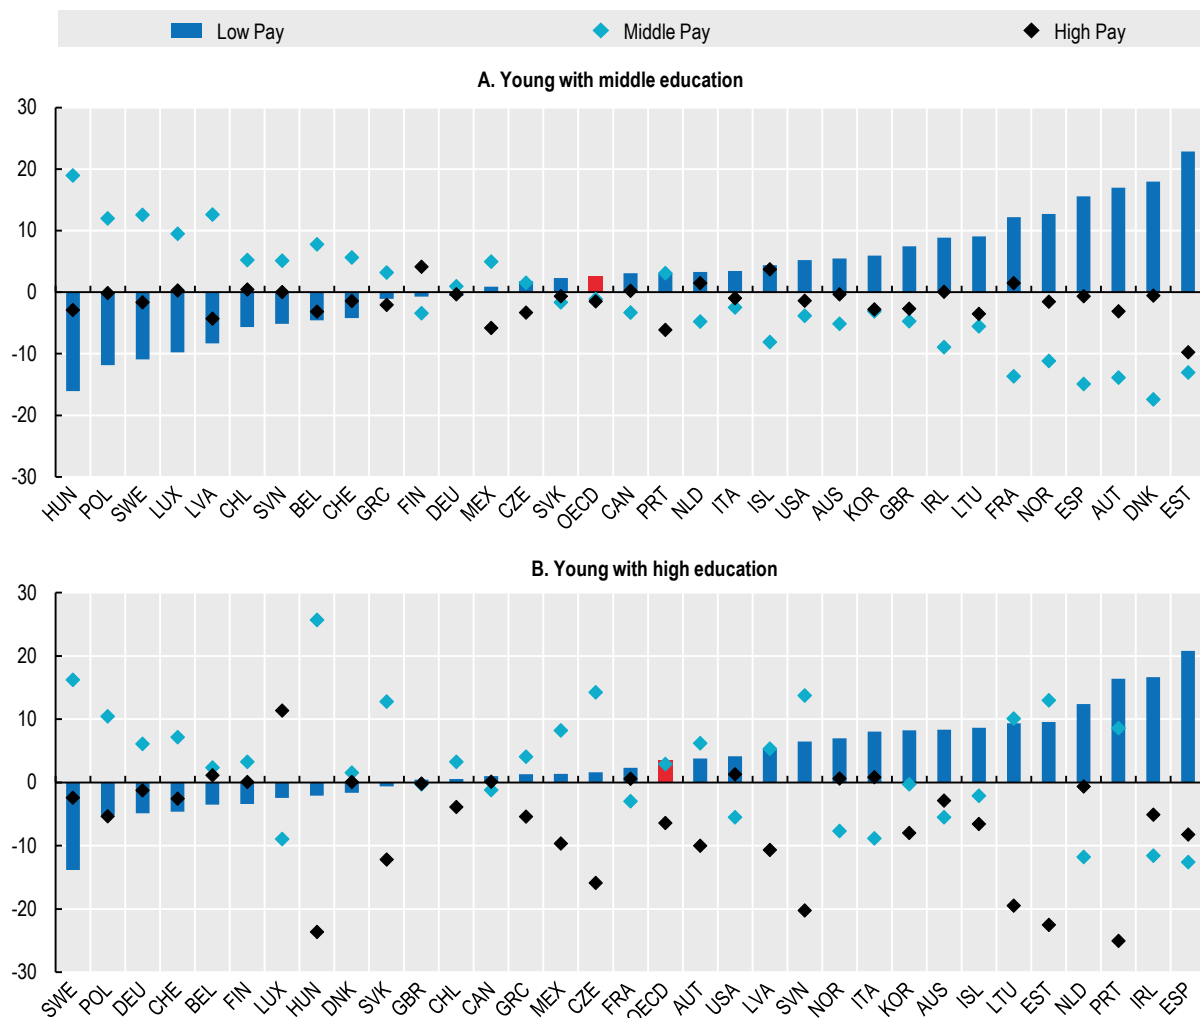 Low Pay Middle Pay High Pay
A. Young with middle education
30
20
10
0
-10
-20
-30
HUN POL SWE LUX LVA CHL SVN BEL CHE GRC FIN DEU MEX CZE SVK OECD CAN PRT NLD ITA ISL USA AUS KOR GBR IRL LTU FRA NOR ESP AUT DNK EST
B. Young with high education
30
20
10
0
-10
-20
-30
SWE POL DEU CHE BEL FIN LUX HUN DNK SVK GBR CHL CAN GRC MEX CZE FRA OECD AUT USA LVA SVN NOR ITA KOR AUS ISL LTU EST NLD PRT IRL ESP